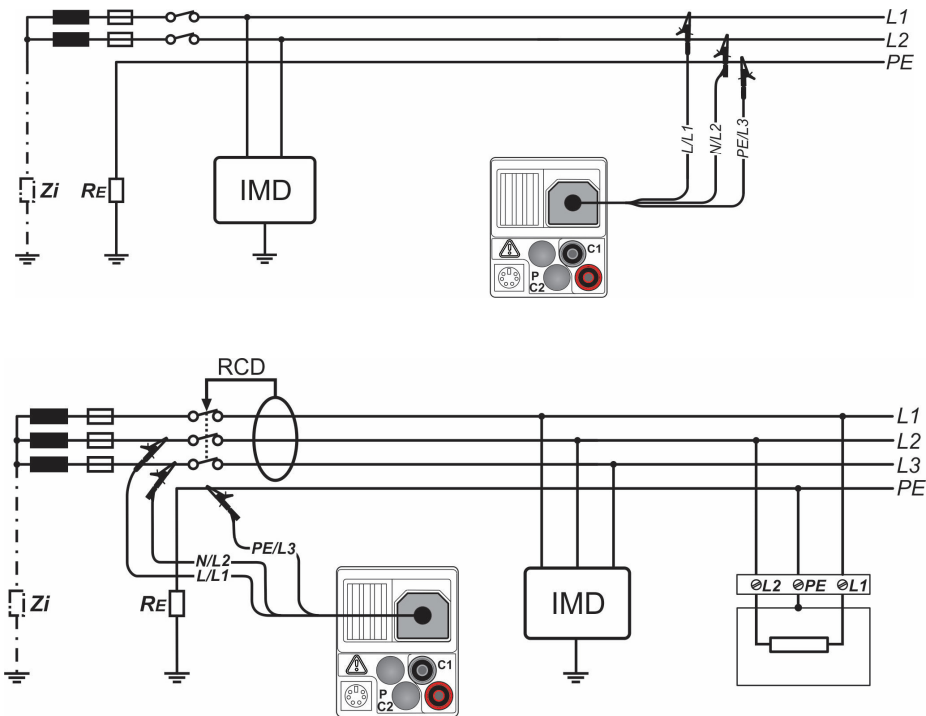 L1
L2
PE
L/L1
N/L2
PE/L3
Zi
RE
IMD
C1
P
C2
RCD
L1
L2
L3
PE
PE/L3
N/L2
L/L1
Zi
RE
IMD
L2 PE L1
C1
P
C2